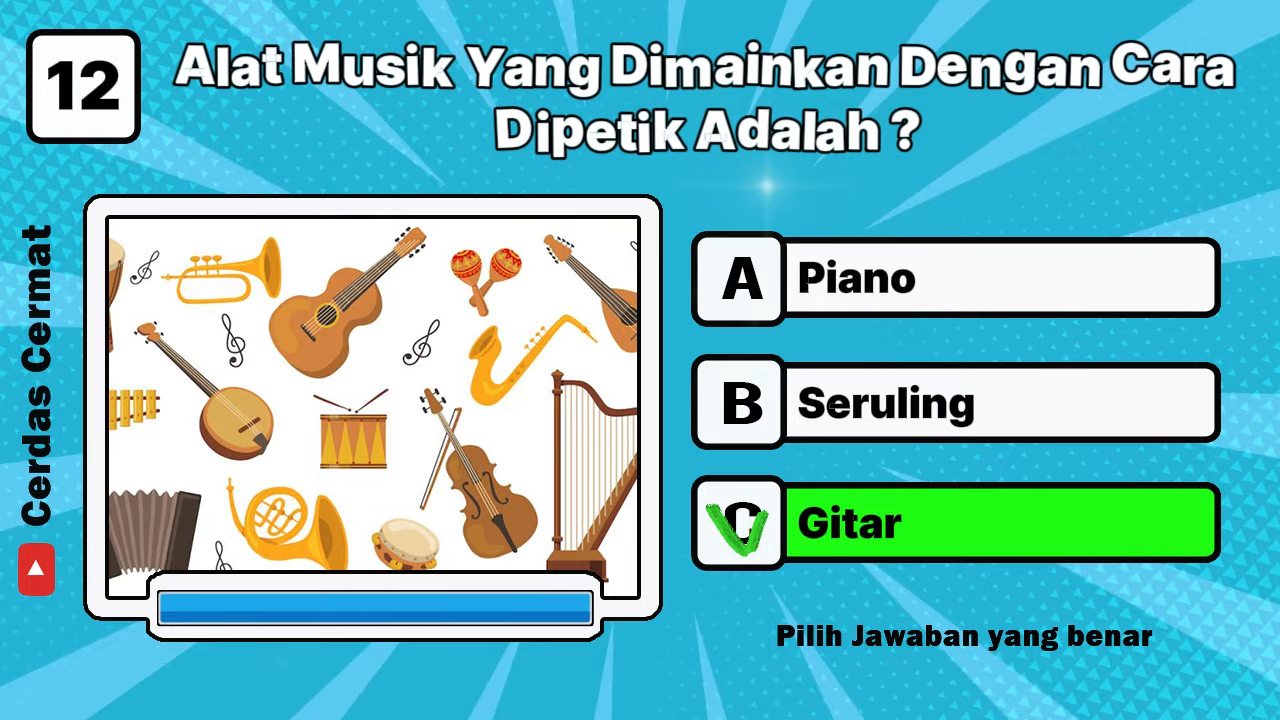 12
Alat Musik Yang Dimainkan Dengan Cara
Dipetik Adalah ?
Cerdas Cermat
A
Piano
B
Seruling
C
Gitar
Pilih Jawaban yang benar